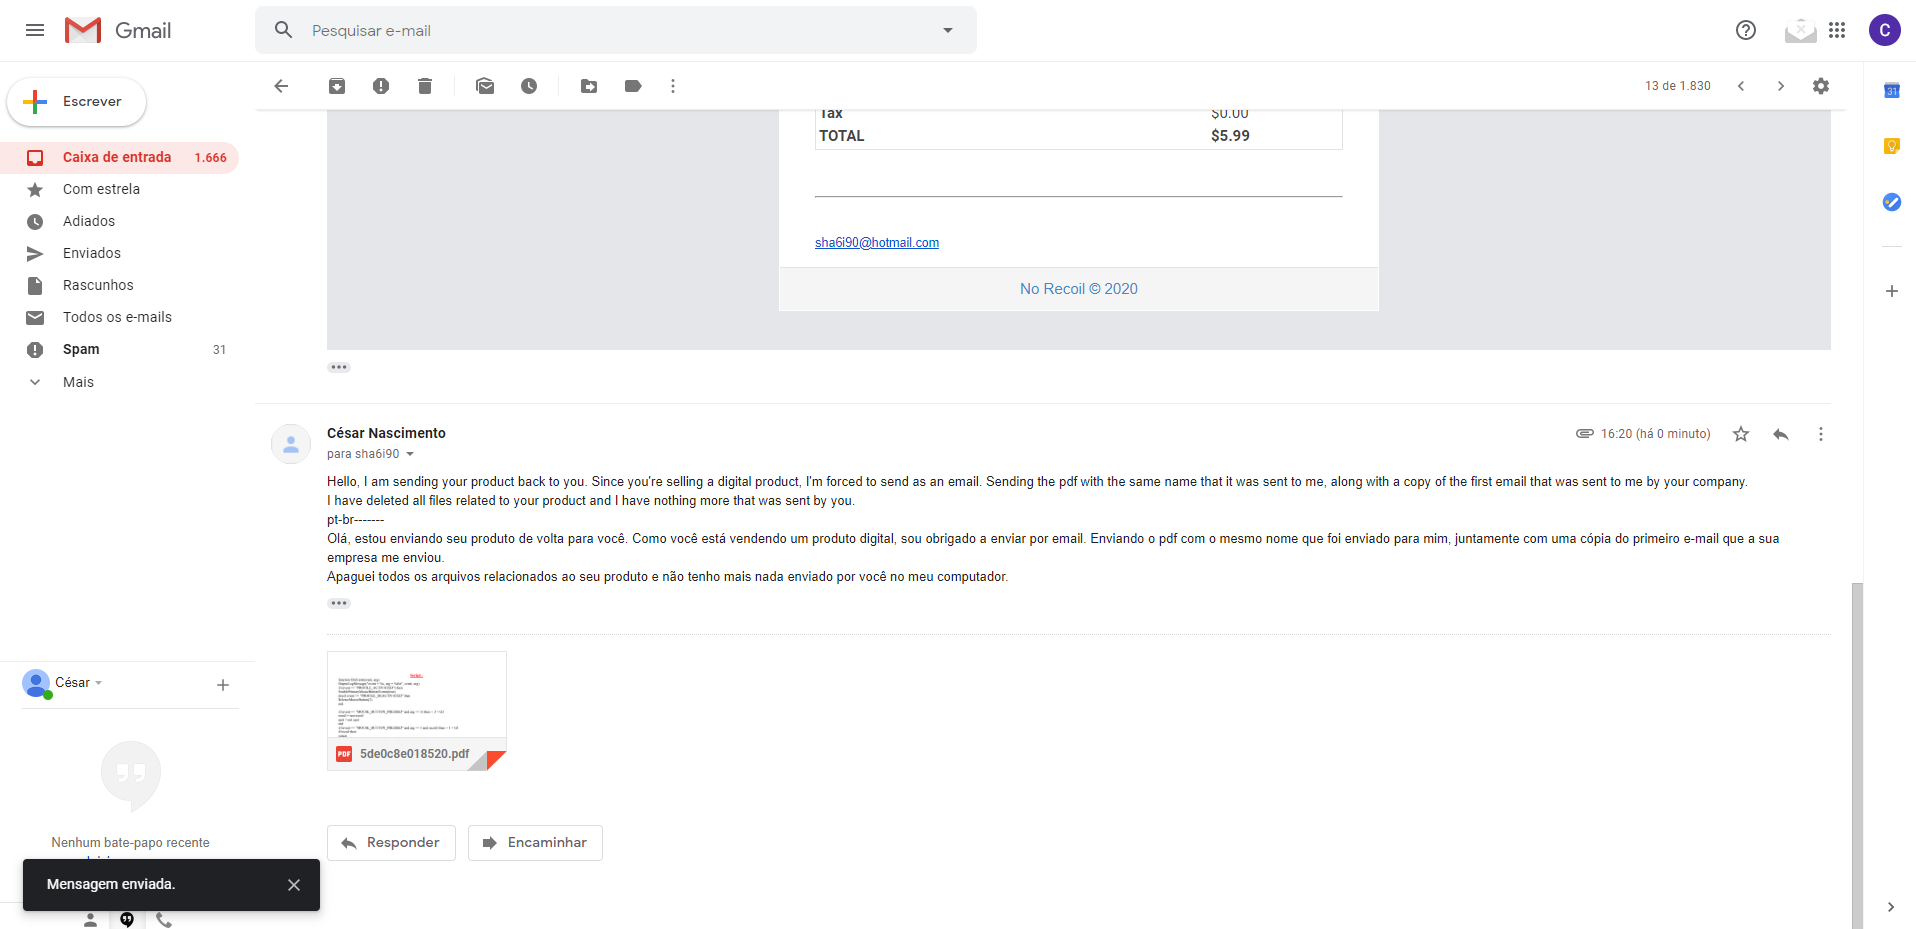 Gmail
Pesquisar e-mail
C
Escrever
13 de 1.830
31
Caixa de entrada 1.666
Com estrela
Adiados
Enviados
Rascunhos
Todos os e-mails
Spam 31
Mais
Tax $0.00
TOTAL $5.99
sha6i90@hotmail.com
No Recoil © 2020
César Nascimento
16:20 (há 0 minuto)
para sha6i90
Hello, I am sending your product back to you. Since you're selling a digital product, I'm forced to send as an email. Sending the pdf with the same name that it was sent to me, along with a copy of the first email that was sent to me by your company.
I have deleted all files related to your product and I have nothing more that was sent by you.
pt-br-------
Olá, estou enviando seu produto de volta para você. Como você está vendendo um produto digital, sou obrigado a enviar por email. Enviando o pdf com o mesmo nome que foi enviado para mim, juntamente com uma cópia do primeiro e-mail que a sua
empresa me enviou.
Apaguei todos os arquivos relacionados ao seu produto e não tenho mais nada enviado por você no meu computador.
PDF 5de0c8e018520.pdf
Responder
Encaminhar
César
Nenhum bate-papo recente
Mensagem enviada.